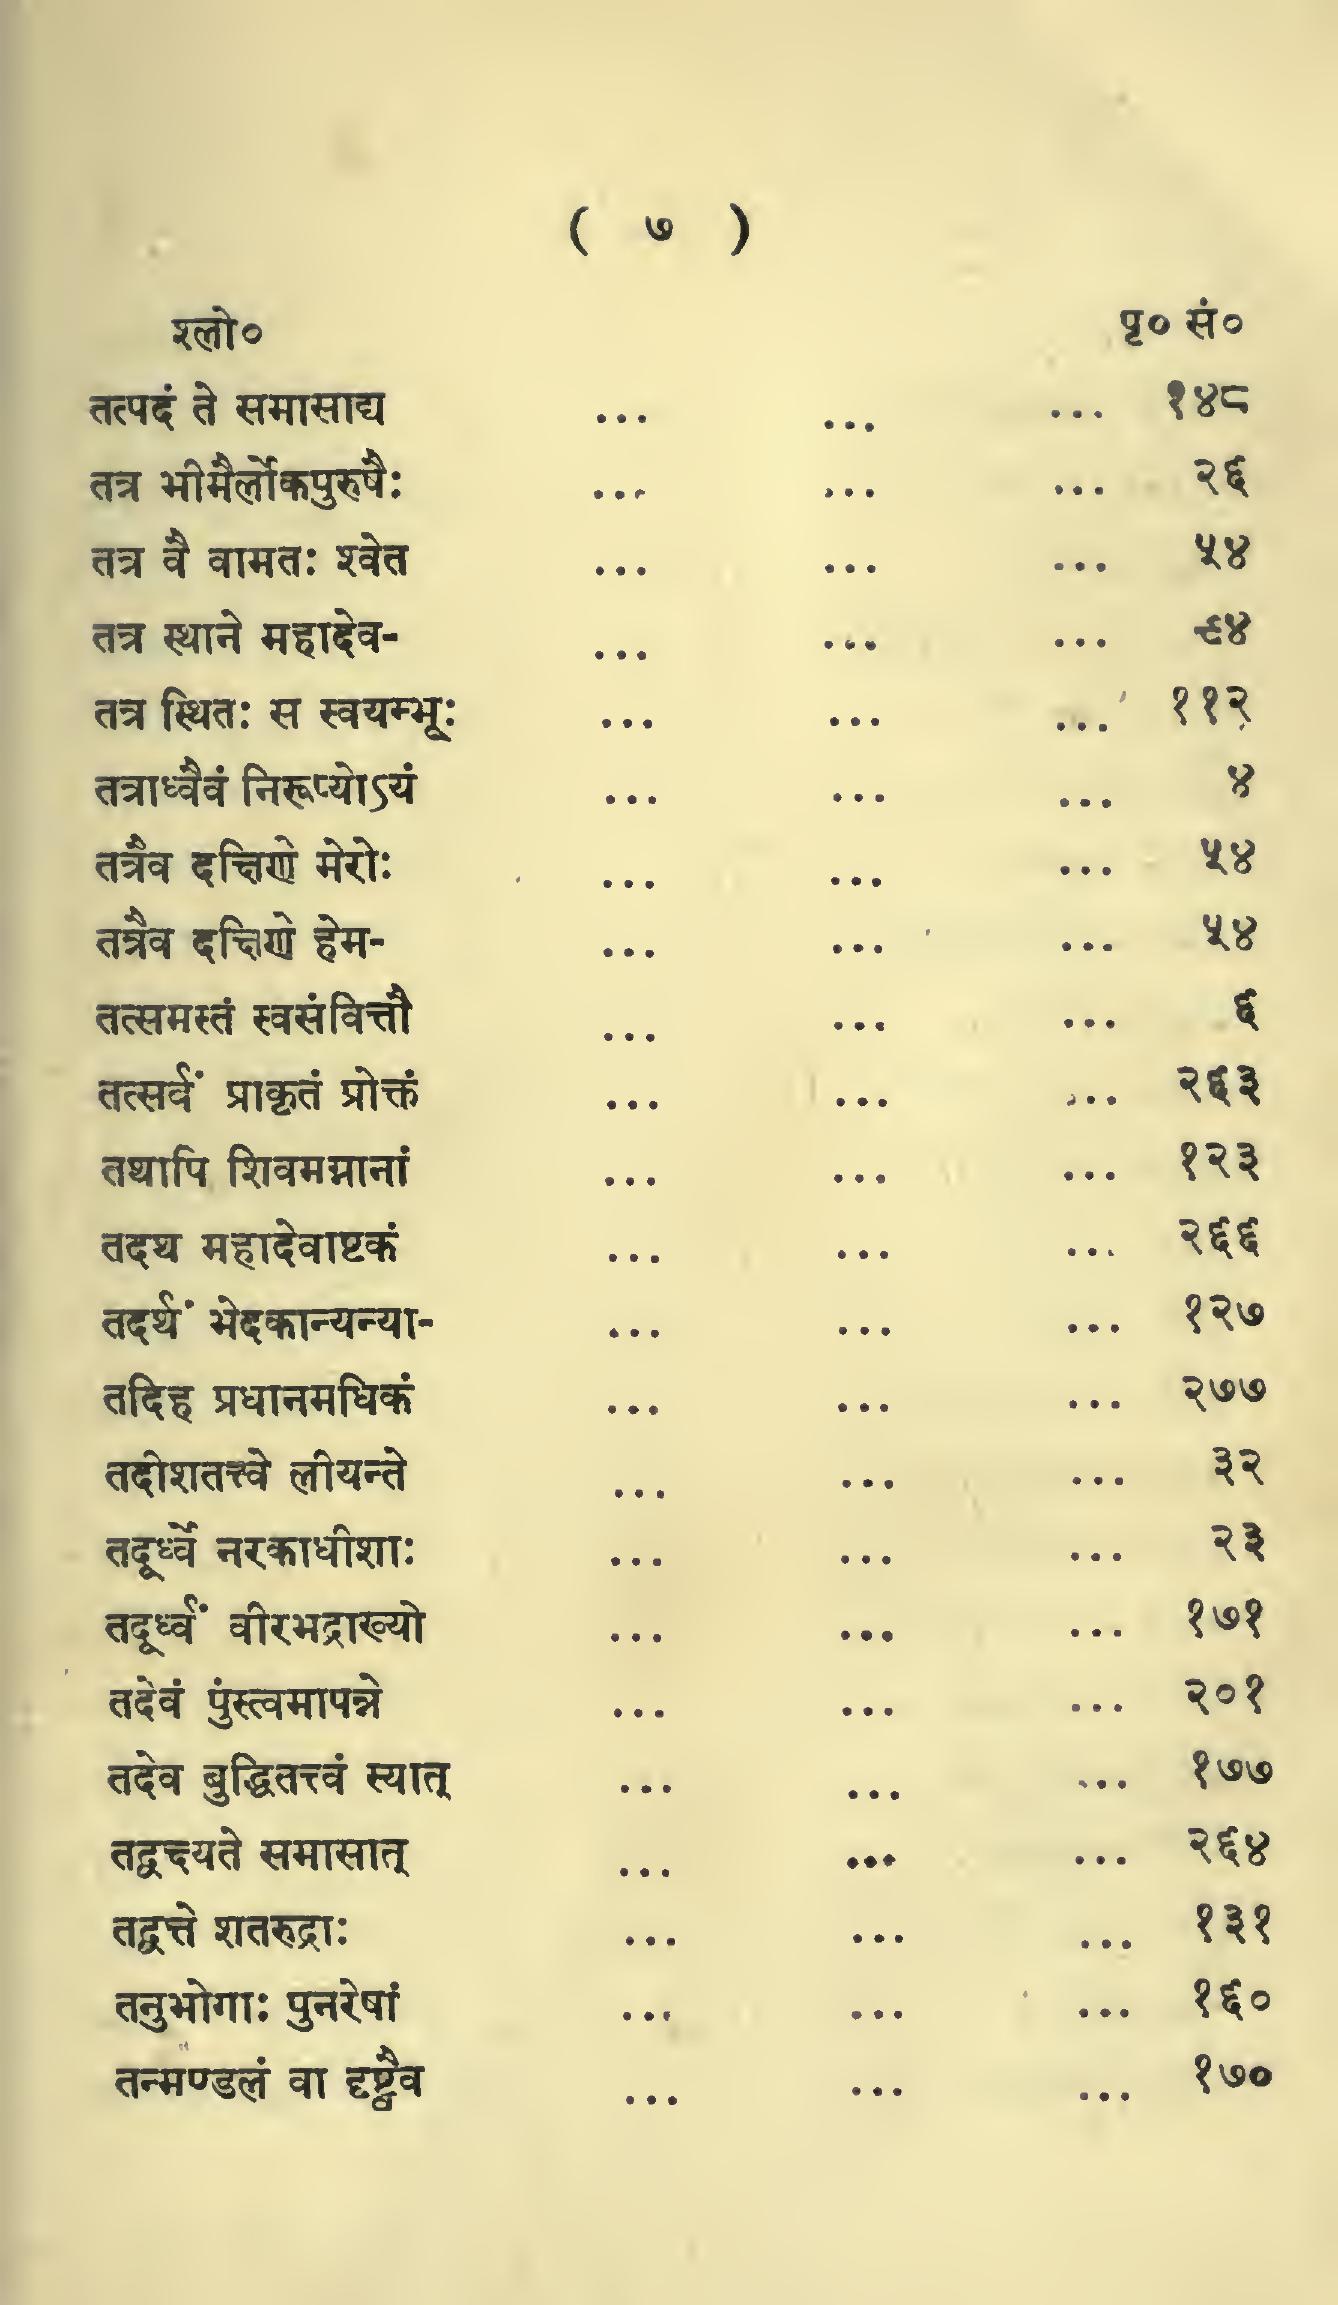 ( ७ )
श्लो० पृ० सं०
तत्पदं ते समासाद्य ... ... ... १४८
तत्र भीमैर्लोकपुरुषैः ... ... ... २६
तत्र वै वामतः श्वेत ... ... ... ५४
तत्र स्थाने महादेव- ... ... ... ९४
तत्र स्थितः स स्वयम्भूः ... ... ... ११२
तत्राध्वैवं निरूप्योऽयं ... ... ... ४
तत्रैव दक्षिणे मेरोः ... ... ... ५४
तत्रैव दक्षिणे हेम- ... ... ... ५४
तत्समस्तं स्वसंवित्तौ ... ... ... ६
तत्सर्वं प्राकृतं प्रोक्तं ... ... ... २६३
तथापि शिवमग्नानां ... ... ... १२३
तदथ महादेवाष्टकं ... ... ... २६६
तदर्थं भेदकान्यन्या- ... ... ... १२७
तदिह प्रधानमधिकं ... ... ... २७७
तदीशतत्त्वे लीयन्ते ... ... ... ३२
तदूर्ध्वे नरकाधीशाः ... ... ... २३
तदूर्ध्वं वीरभद्राख्यो ... ... ... १७१
तदेवं पुंस्त्वमापन्ने ... ... ... २०१
तदेव बुद्धितत्त्वं स्यात् ... ... ... १७७
तद्वक्ष्यते समासात् ... ... ... २६४
तद्वत्ते शतरुद्राः ... ... ... १३१
तनुभोगाः पुनरेषां ... ... ... १६०
तन्मण्डलं वा दृष्ट्वैव ... ... ... १७०